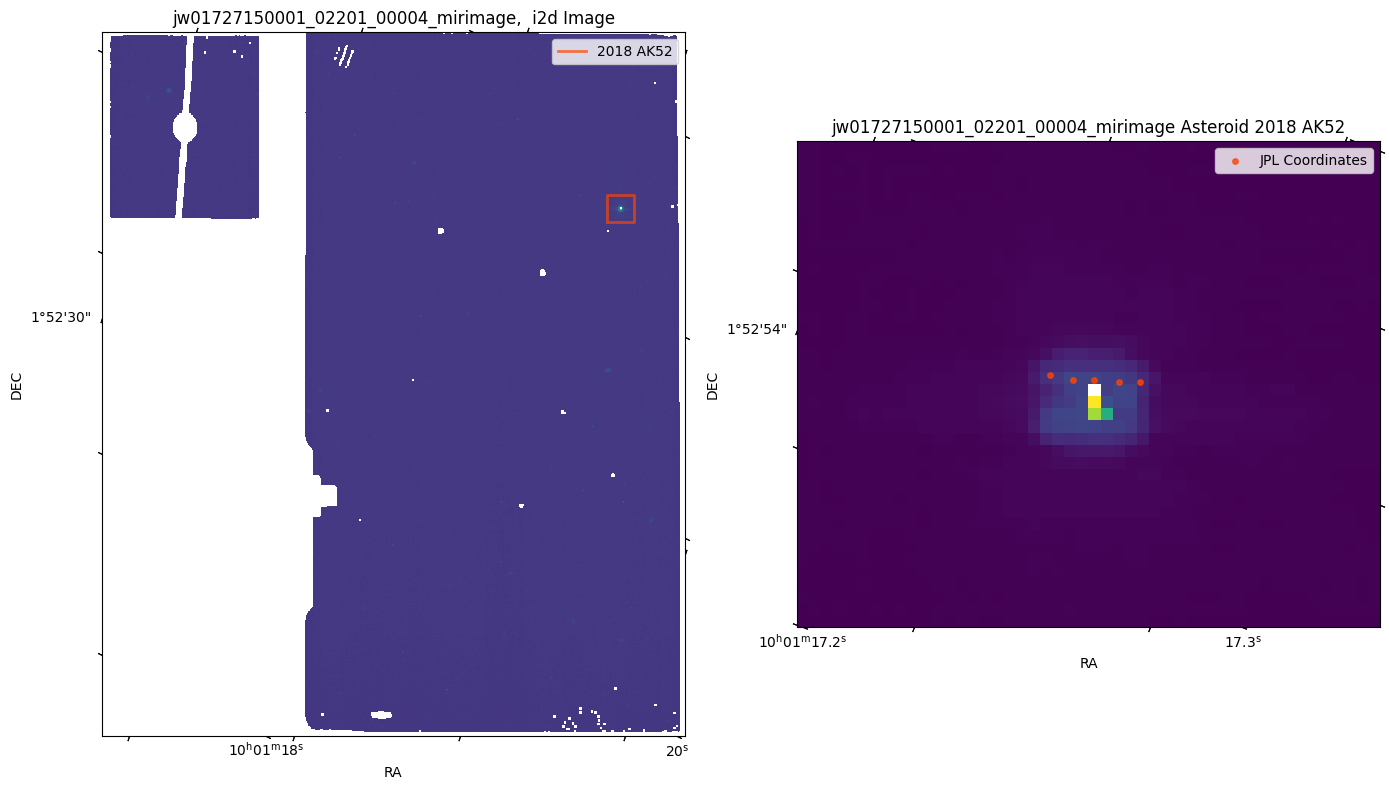 jw01727150001_02201_00004_mirimage,  i2d Image
2018 AK52
1°52'30"
DEC
10ʰ01ᵐ18ˢ
20ˢ
RA
jw01727150001_02201_00004_mirimage Asteroid 2018 AK52
JPL Coordinates
1°52'54"
DEC
10ʰ01ᵐ17.2ˢ
17.3ˢ
RA